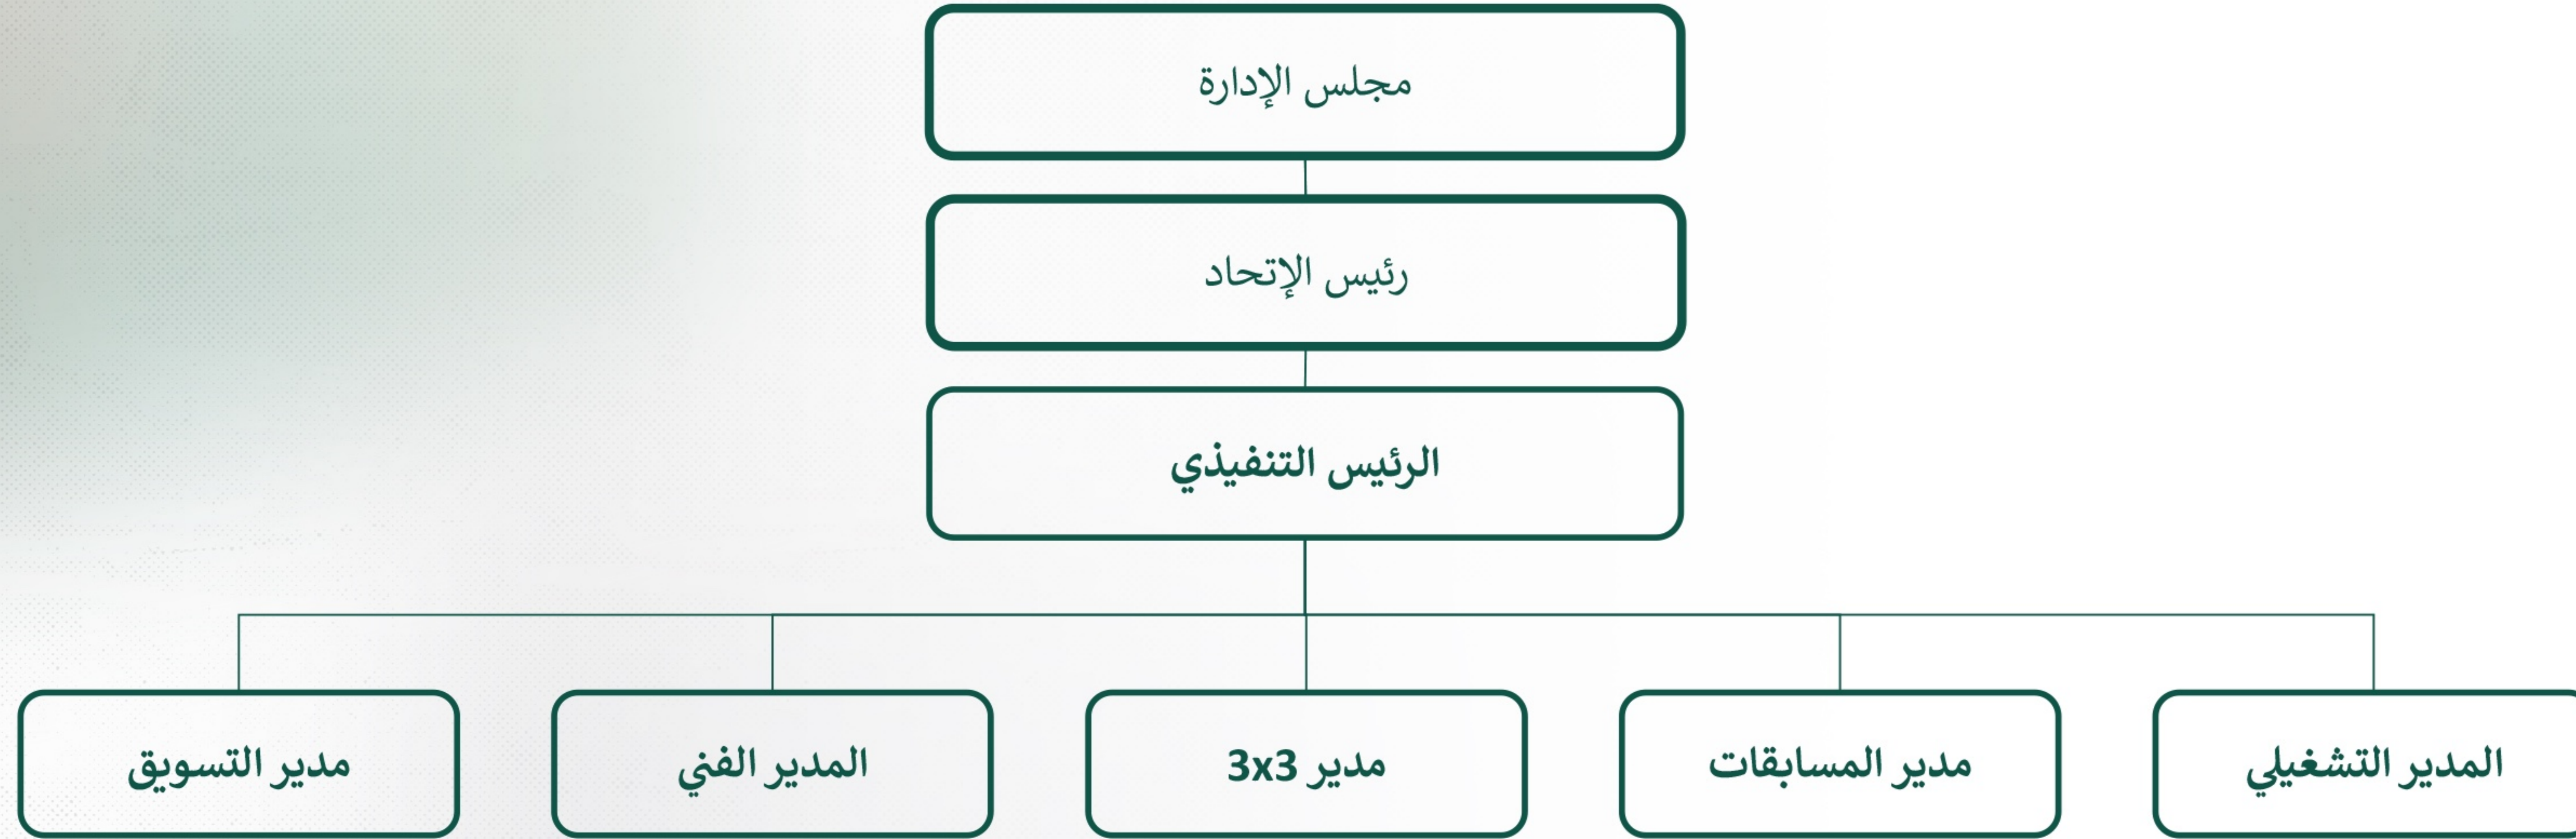 مجلس الإدارة
رئيس الإتحاد
الرئيس التنفيذي
المدير التشغيلي
مدير المسابقات
مدير 3x3
المدير الفني
مدير التسويق